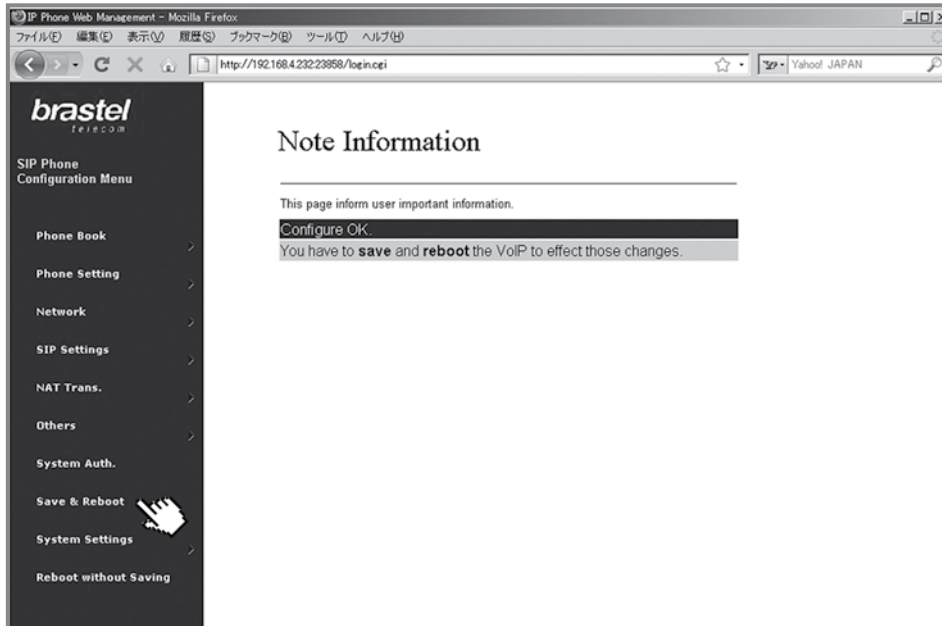 IP Phone Web Management - Mozilla Firefox
ファイル(F) 編集(E) 表示(V) 履歴(S) ブックマーク(B) ツール(T) ヘルプ(H)
http://192.168.4.232:23858/login.cgi
Yahoo! JAPAN
brastel
telecom
SIP Phone
Configuration Menu
Phone Book
Phone Setting
Network
SIP Settings
NAT Trans.
Others
System Auth.
Save & Reboot
System Settings
Reboot without Saving
Note Information
This page inform user important information.
Configure OK.
You have to save and reboot the VoIP to effect those changes.